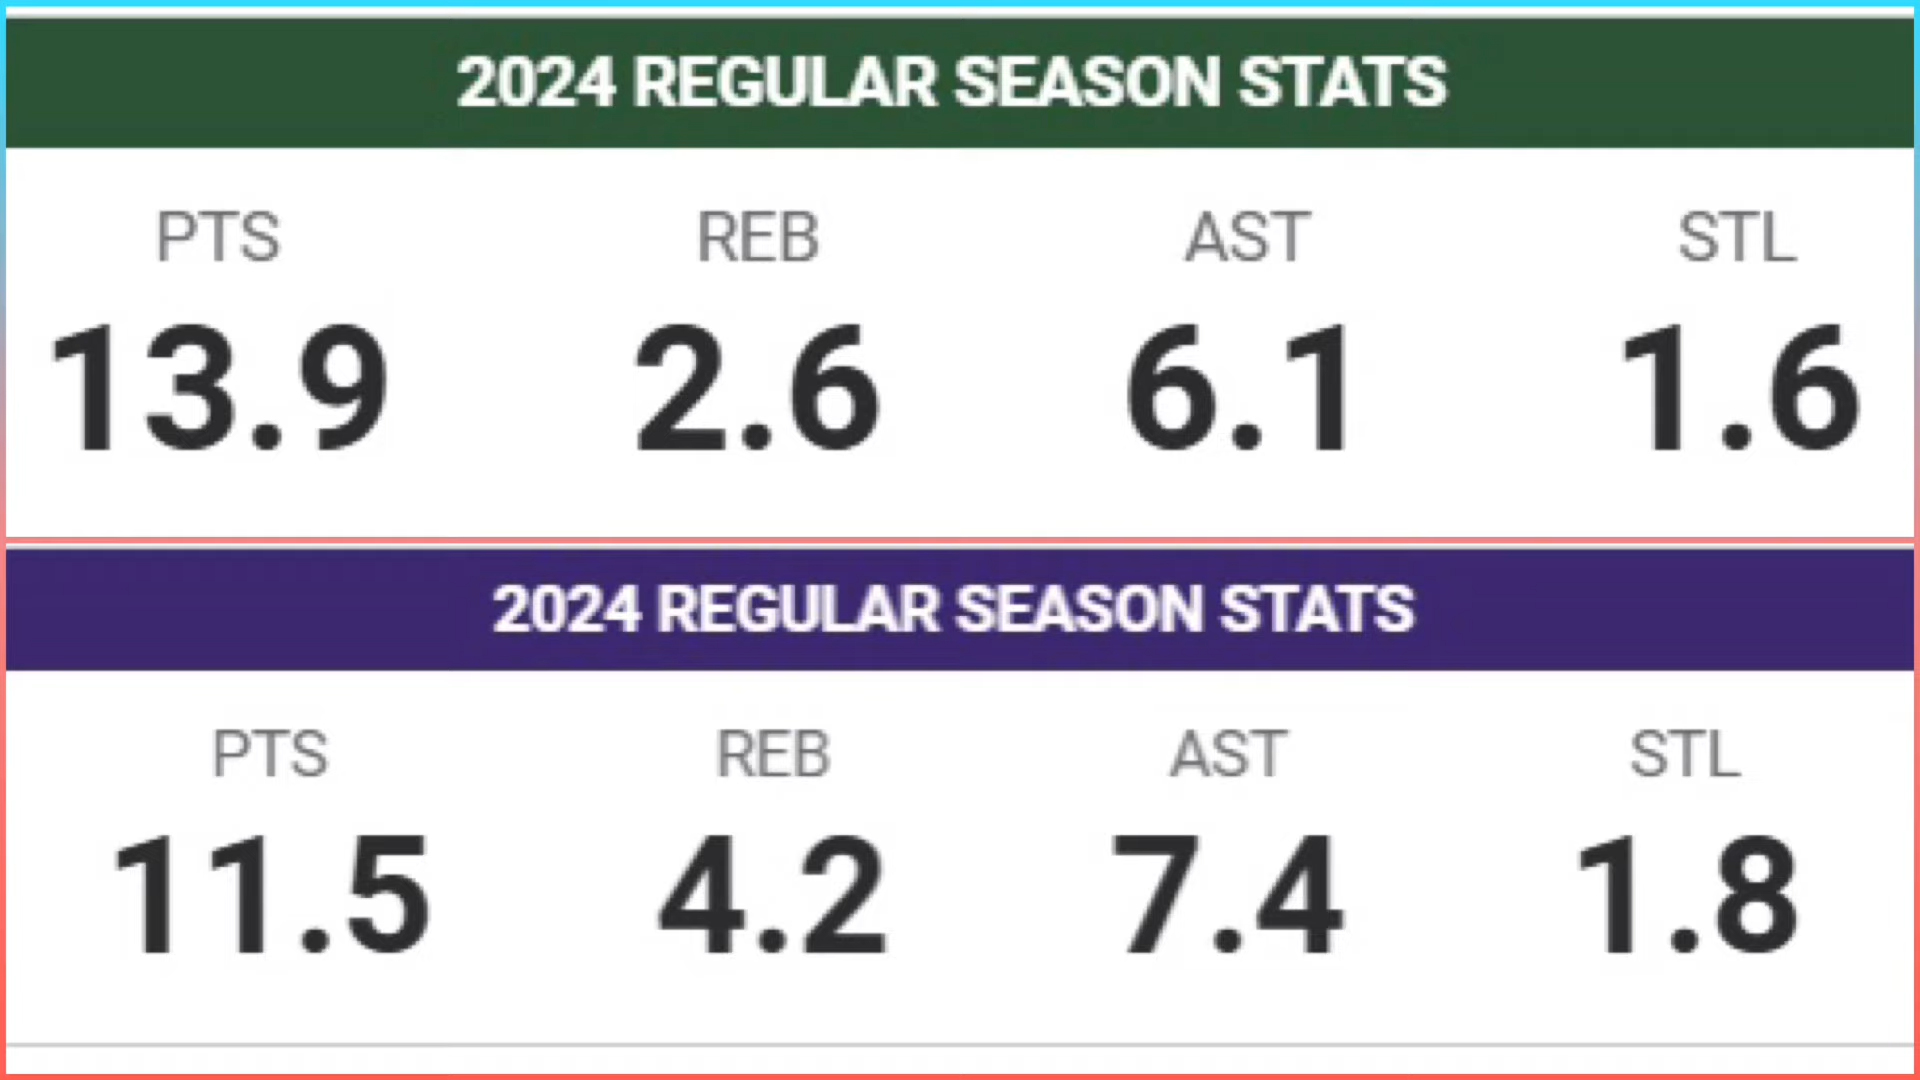 2024 REGULAR SEASON STATS
PTS REB AST STL
13.9 2.6 6.1 1.6
2024 REGULAR SEASON STATS
PTS REB AST STL
11.5 4.2 7.4 1.8